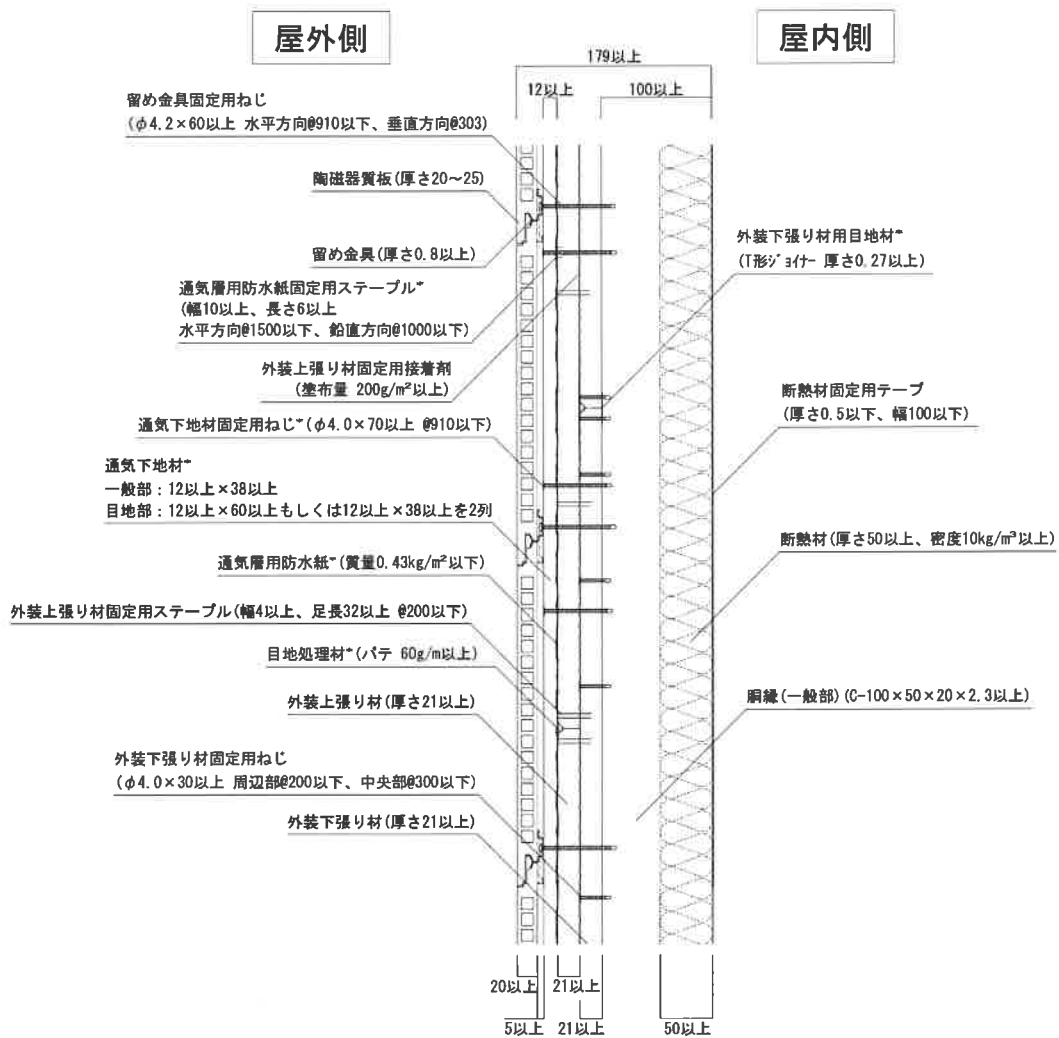 屋外側
屋内側
179以上
12以上
100以上
留め金具固定用ねじ
(φ4.2×60以上 水平方向@910以下、垂直方向@303)
陶磁器質板(厚さ20～25)
留め金具(厚さ0.8以上)
通気層用防水紙固定用ステープル*
(幅10以上、長さ6以上
水平方向@1500以下、鉛直方向@1000以下)
外装上張り材固定用接着剤
(塗布量 200g/m²以上)
通気下地材固定用ねじ*(φ4.0×70以上 @910以下)
通気下地材*
一般部：12以上×38以上
目地部：12以上×60以上もしくは12以上×38以上を2列
通気層用防水紙*(質量0.43kg/m²以下)
外装上張り材固定用ステープル(幅4以上、足長32以上 @200以下)
目地処理材*(パテ 60g/m以上)
外装上張り材(厚さ21以上)
外装下張り材固定用ねじ
(φ4.0×30以上 周辺部@200以下、中央部@300以下)
外装下張り材(厚さ21以上)
外装下張り材用目地材*
(T形ｼﾞｮｲﾅｰ 厚さ0.27以上)
断熱材固定用テープ
(厚さ0.5以下、幅100以下)
断熱材(厚さ50以上、密度10kg/m³以上)
胴縁(一般部)(C-100×50×20×2.3以上)
20以上
21以上
5以上
21以上
50以上